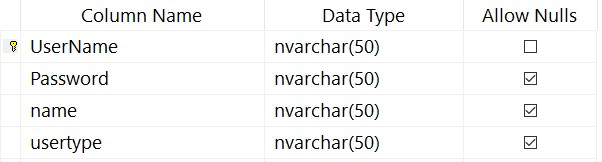 Column Name Data Type Allow Nulls
UserName nvarchar(50)
Password nvarchar(50)
name nvarchar(50)
usertype nvarchar(50)